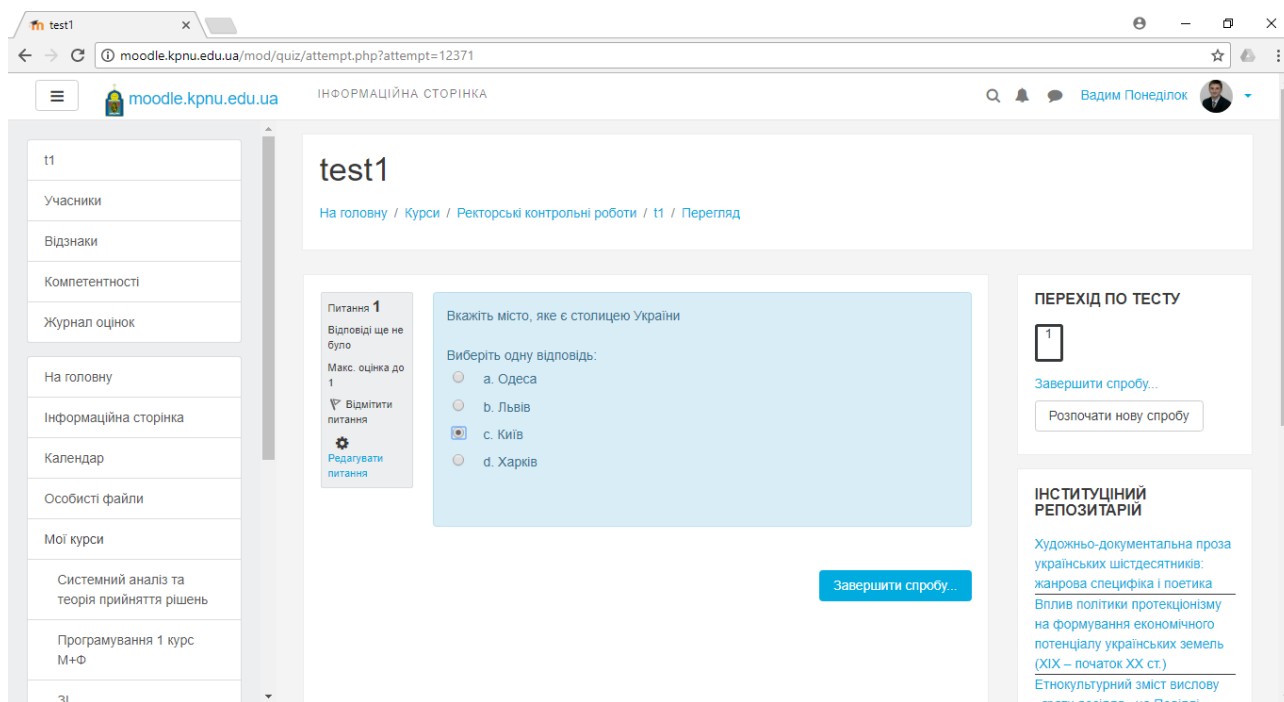 test1
moodle.kpnu.edu.ua/mod/quiz/attempt.php?attempt=12371
moodle.kpnu.edu.ua
ІНФОРМАЦІЙНА СТОРІНКА
Вадим Понеділок
t1
Учасники
Відзнаки
Компетентності
Журнал оцінок
На головну
Інформаційна сторінка
Календар
Особисті файли
Мої курси
Системний аналіз та
теорія прийняття рішень
Програмування 1 курс
М+Ф
test1
На головну / Курси / Ректорські контрольні роботи / t1 / Перегляд
Питання 1
Відповіді ще не
було
Макс. оцінка до
1
Відмітити
питання
Редагувати
питання
Вкажіть місто, яке є столицею України
Виберіть одну відповідь:
a. Одеса
b. Львів
c. Київ
d. Харків
Завершити спробу...
ПЕРЕХІД ПО ТЕСТУ
1
Завершити спробу...
Розпочати нову спробу
ІНСТИТУЦІНИЙ
РЕПОЗИТАРІЙ
Художньо-документальна проза
українських шістдесятників:
жанрова специфіка і поетика
Вплив політики протекціонізму
на формування економічного
потенціалу українських земель
(ХІХ – початок ХХ ст.)
Етнокультурний зміст вислову